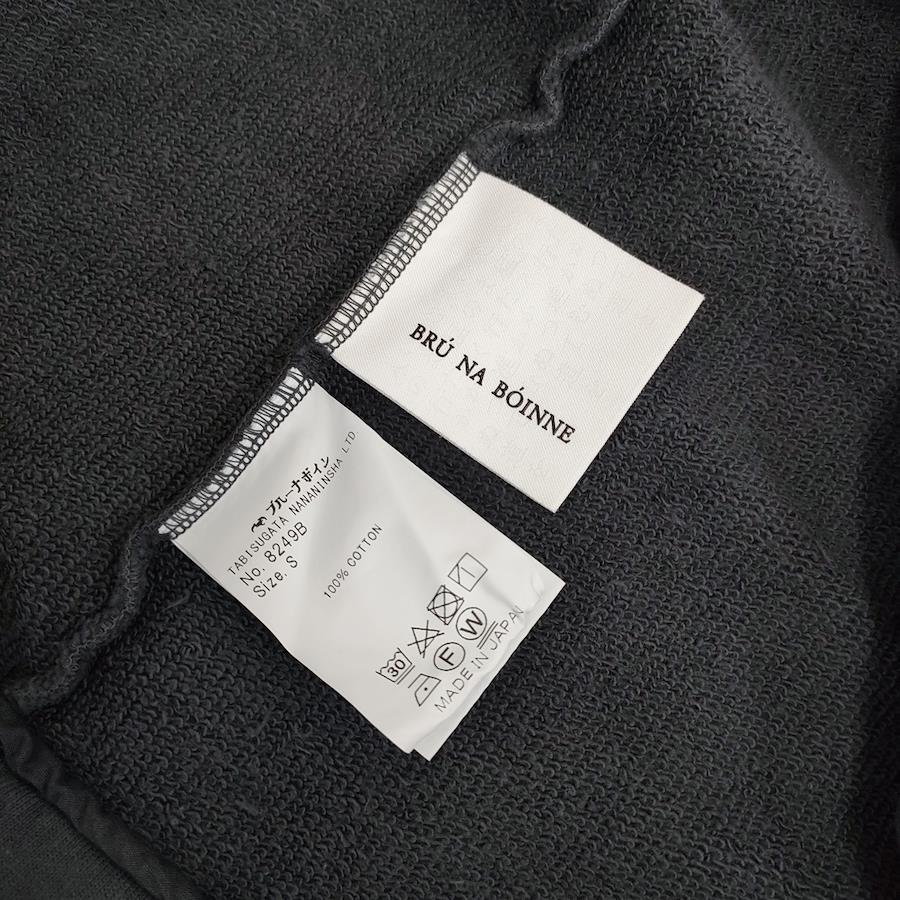 BRÚ NA BÓINNE
ブルーナボイン
TABISUGATA NANANINSHA LTD.
No. 8249B
Size. S
100% COTTON
30
F W
MADE IN JAPAN